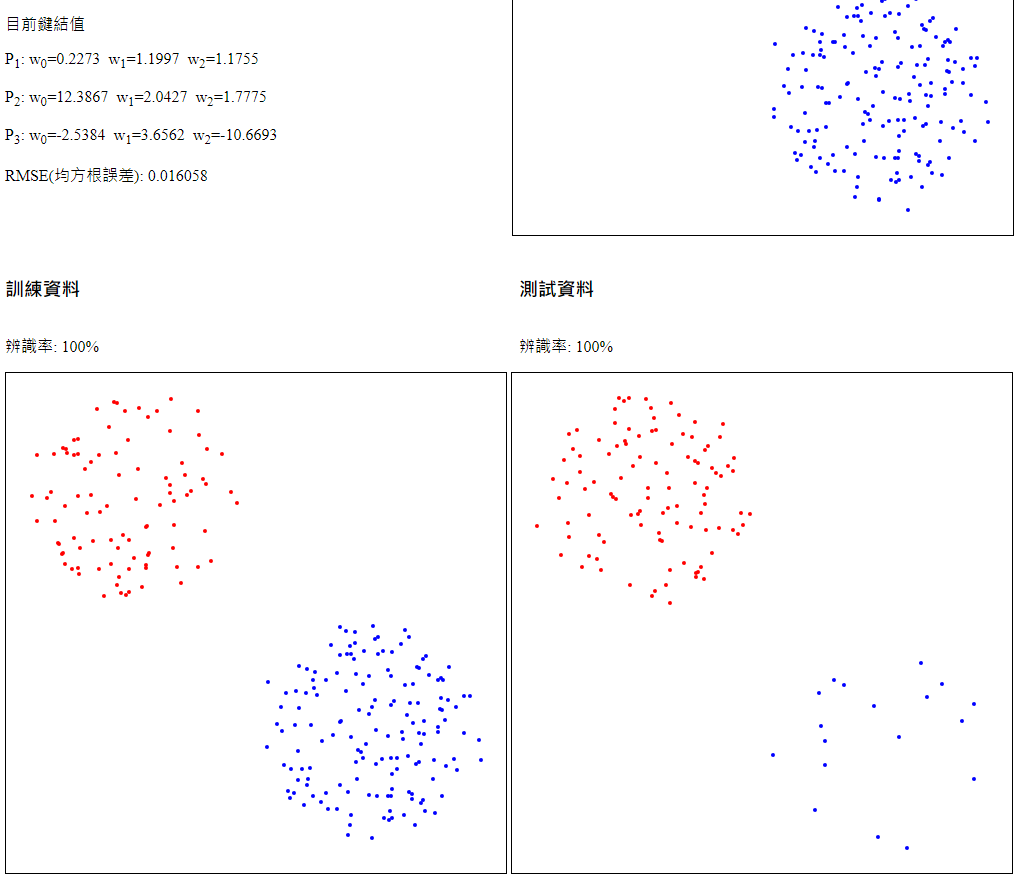 目前鍵結值
P1: w0=0.2273 w1=1.1997 w2=1.1755
P2: w0=12.3867 w1=2.0427 w2=1.7775
P3: w0=-2.5384 w1=3.6562 w2=-10.6693
RMSE(均方根誤差): 0.016058
訓練資料
測試資料
辨識率: 100%
辨識率: 100%